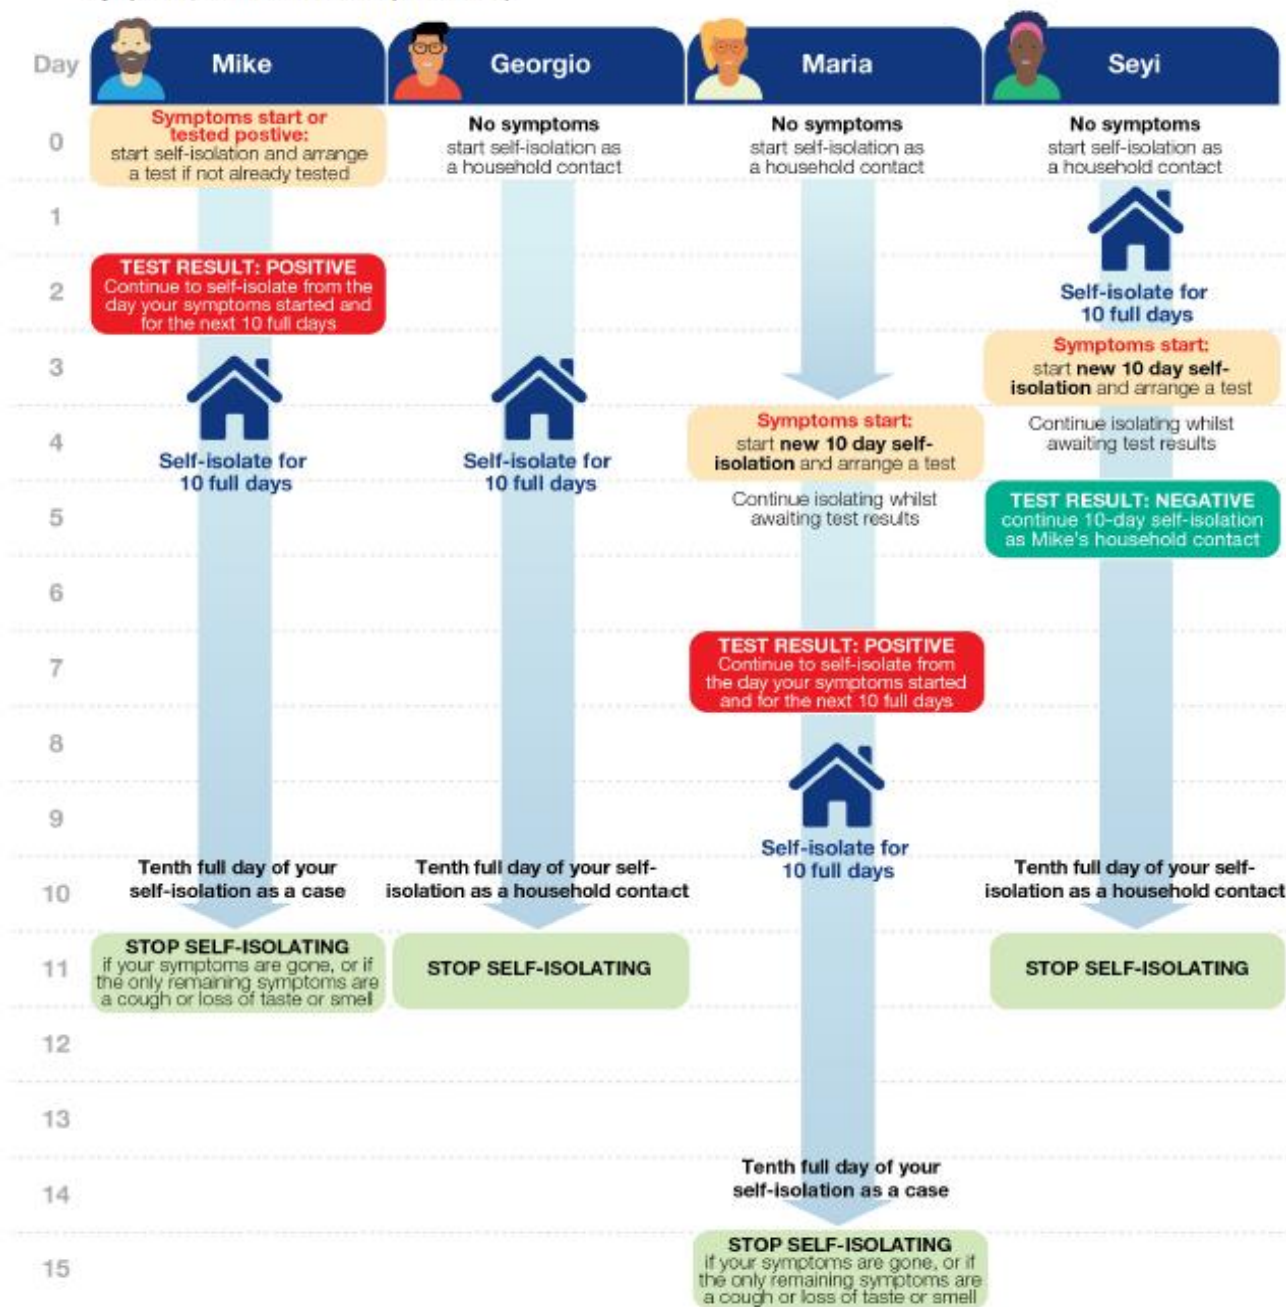 Day
Mike
Georgio
Maria
Seyi
0
Symptoms start or
tested postive:
start self-isolation and arrange
a test if not already tested
No symptoms
start self-isolation as
a household contact
No symptoms
start self-isolation as
a household contact
No symptoms
start self-isolation as
a household contact
1
2
TEST RESULT: POSITIVE
Continue to self-isolate from the
day your symptoms started and
for the next 10 full days
Self-isolate for
10 full days
3
Symptoms start:
start new 10 day self-
isolation and arrange a test
4
Self-isolate for
10 full days
Self-isolate for
10 full days
Symptoms start:
start new 10 day self-
isolation and arrange a test
Continue isolating whilst
awaiting test results
5
Continue isolating whilst
awaiting test results
TEST RESULT: NEGATIVE
continue 10-day self-isolation
as Mike's household contact
6
7
TEST RESULT: POSITIVE
Continue to self-isolate from
the day your symptoms started
and for the next 10 full days
8
9
Self-isolate for
10 full days
10
Tenth full day of your
self-isolation as a case
Tenth full day of your self-
isolation as a household contact
Tenth full day of your self-
isolation as a household contact
11
STOP SELF-ISOLATING
if your symptoms are gone, or if
the only remaining symptoms are
a cough or loss of taste or smell
STOP SELF-ISOLATING
STOP SELF-ISOLATING
12
13
14
Tenth full day of your
self-isolation as a case
15
STOP SELF-ISOLATING
if your symptoms are gone, or if
the only remaining symptoms are
a cough or loss of taste or smell